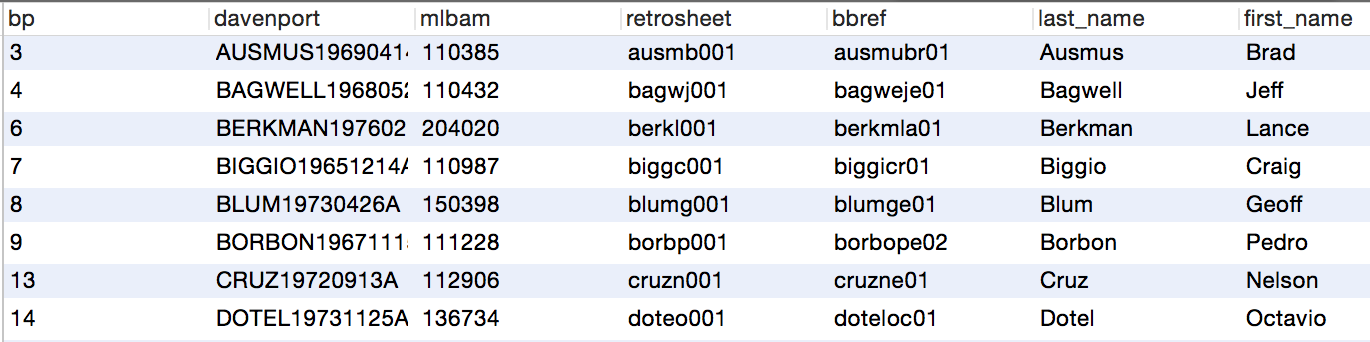 bp davenport mlbam retrosheet bbref last_name first_name
3 AUSMUS1969041 110385 ausmb001 ausmubr01 Ausmus Brad
4 BAGWELL196805 110432 bagwj001 bagweje01 Bagwell Jeff
6 BERKMAN197602 204020 berkl001 berkmla01 Berkman Lance
7 BIGGIO19651214A 110987 biggc001 biggicr01 Biggio Craig
8 BLUM19730426A 150398 blumg001 blumge01 Blum Geoff
9 BORBON1967111 111228 borbp001 borbope02 Borbon Pedro
13 CRUZ19720913A 112906 cruzn001 cruzne01 Cruz Nelson
14 DOTEL19731125A 136734 doteo001 doteloc01 Dotel Octavio